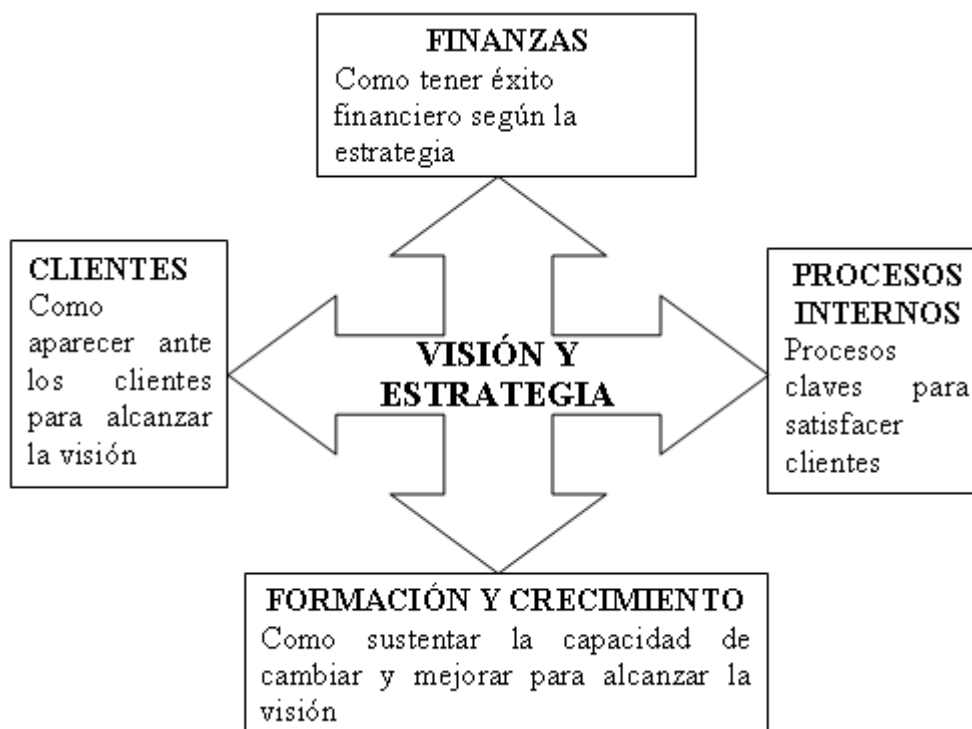 FINANZAS
Como tener éxito
financiero según la
estrategia
CLIENTES
Como
aparecer ante
los clientes
para alcanzar
la visión
VISIÓN Y
ESTRATEGIA
PROCESOS
INTERNOS
Procesos
claves para
satisfacer
clientes
FORMACIÓN Y CRECIMIENTO
Como sustentar la capacidad de
cambiar y mejorar para alcanzar la
visión